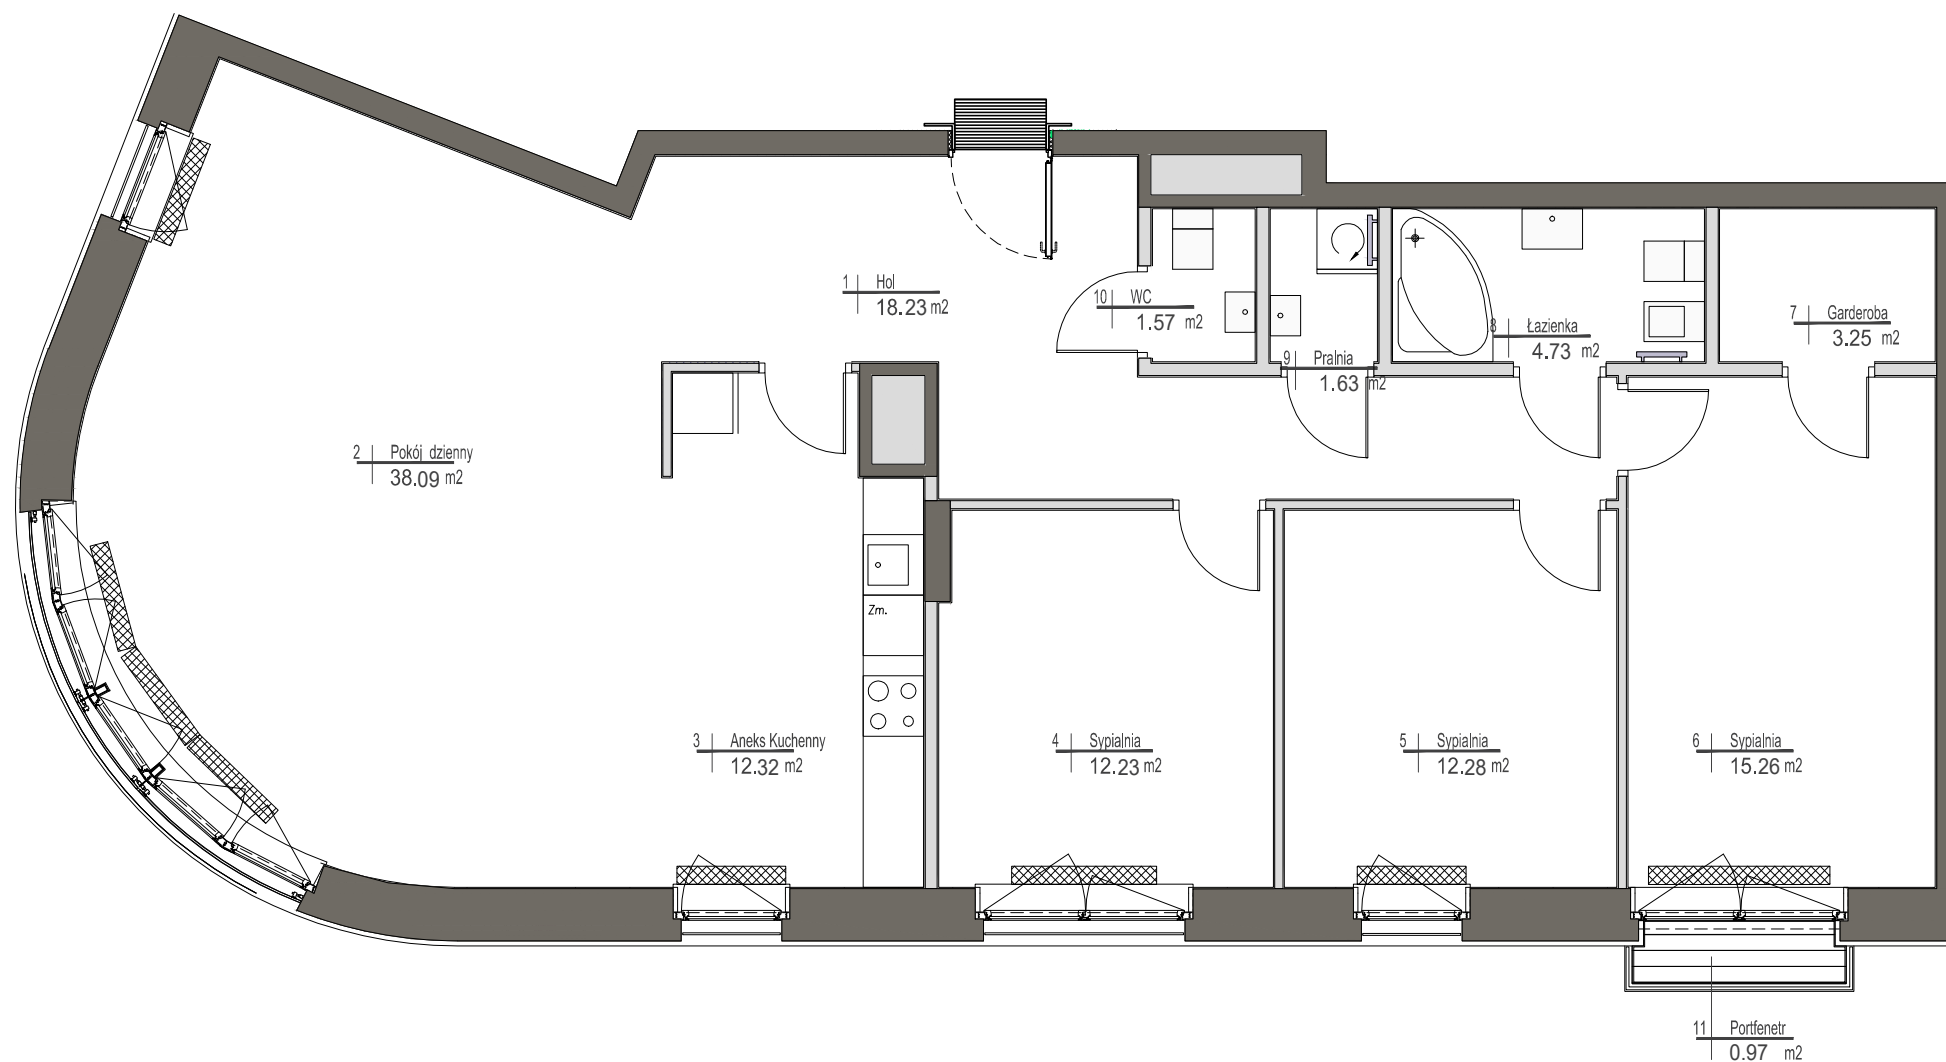 1 Hol
18.23 m2
10 WC
1.57 m2
7 Garderoba
3.25 m2
8 Łazienka
4.73 m2
9 Pralnia
1.63 m2
2 Pokój dzienny
38.09 m2
Zm.
3 Aneks Kuchenny
12.32 m2
4 Sypialnia
12.23 m2
5 Sypialnia
12.28 m2
6 Sypialnia
15.26 m2
11 Portfenetr
0.97 m2